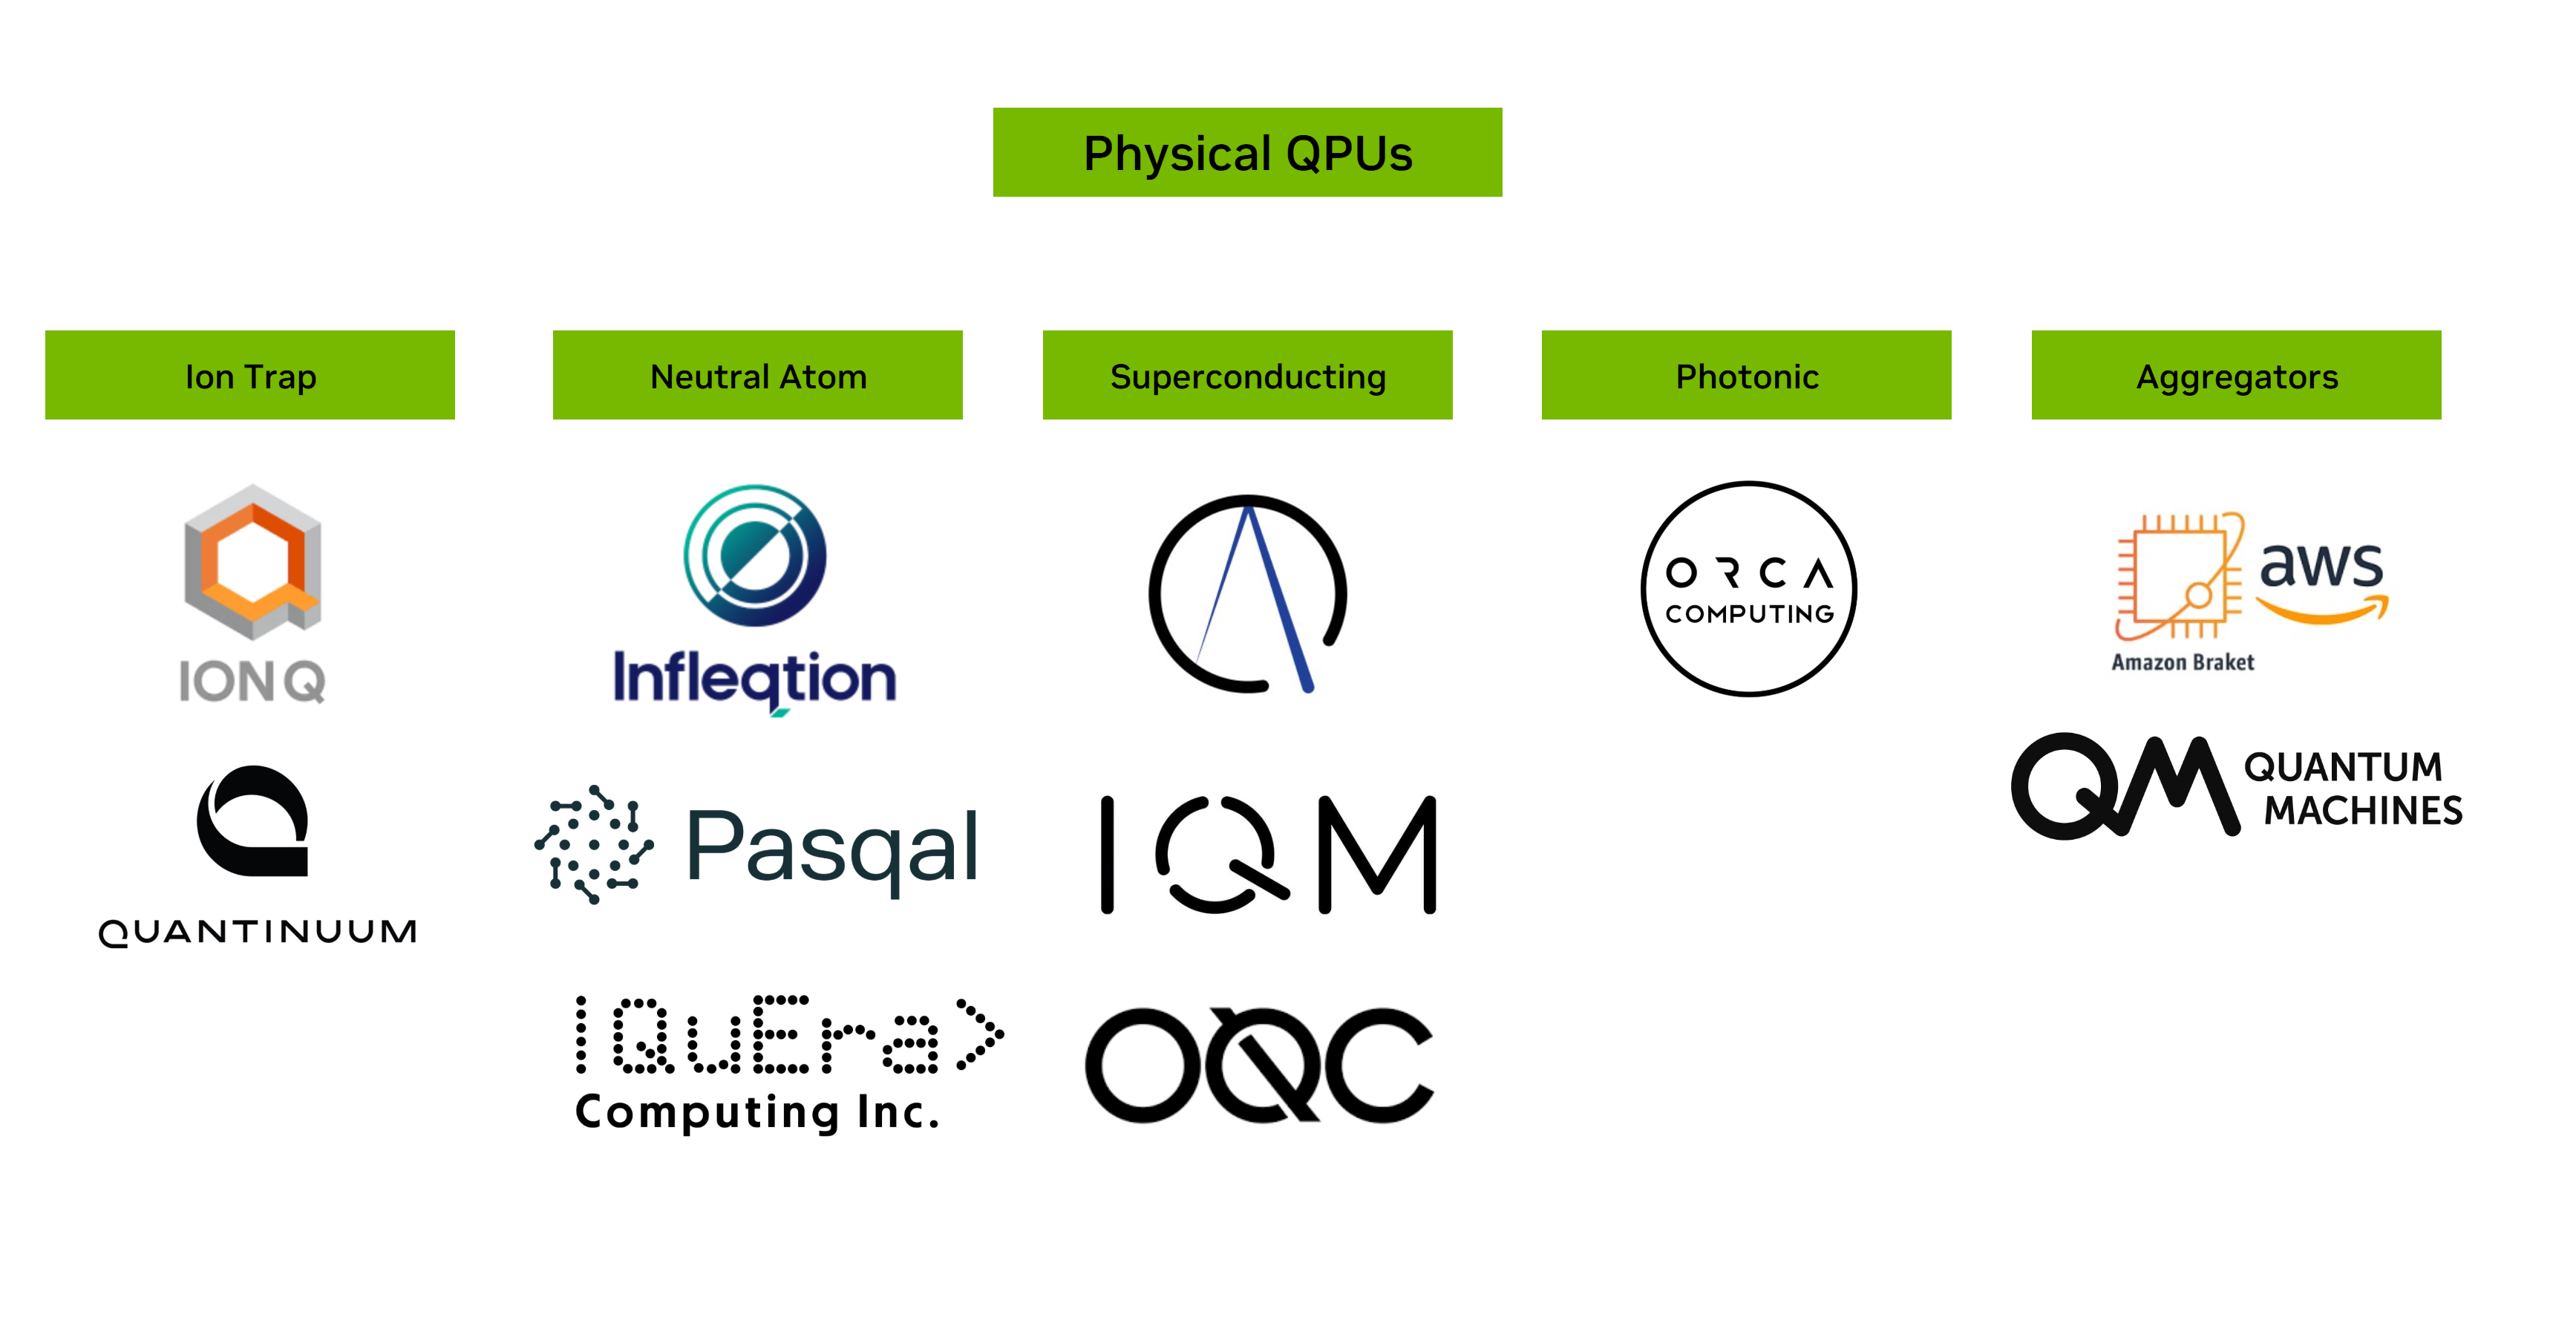 Physical QPUs
Ion Trap
Neutral Atom
Superconducting
Photonic
Aggregators
IONQ
QUANTINUUM
Infleqtion
Pasqal
|QuEra>
Computing Inc.
IQM
OQC
ORCA
COMPUTING
aws
Amazon Braket
QM
QUANTUM
MACHINES